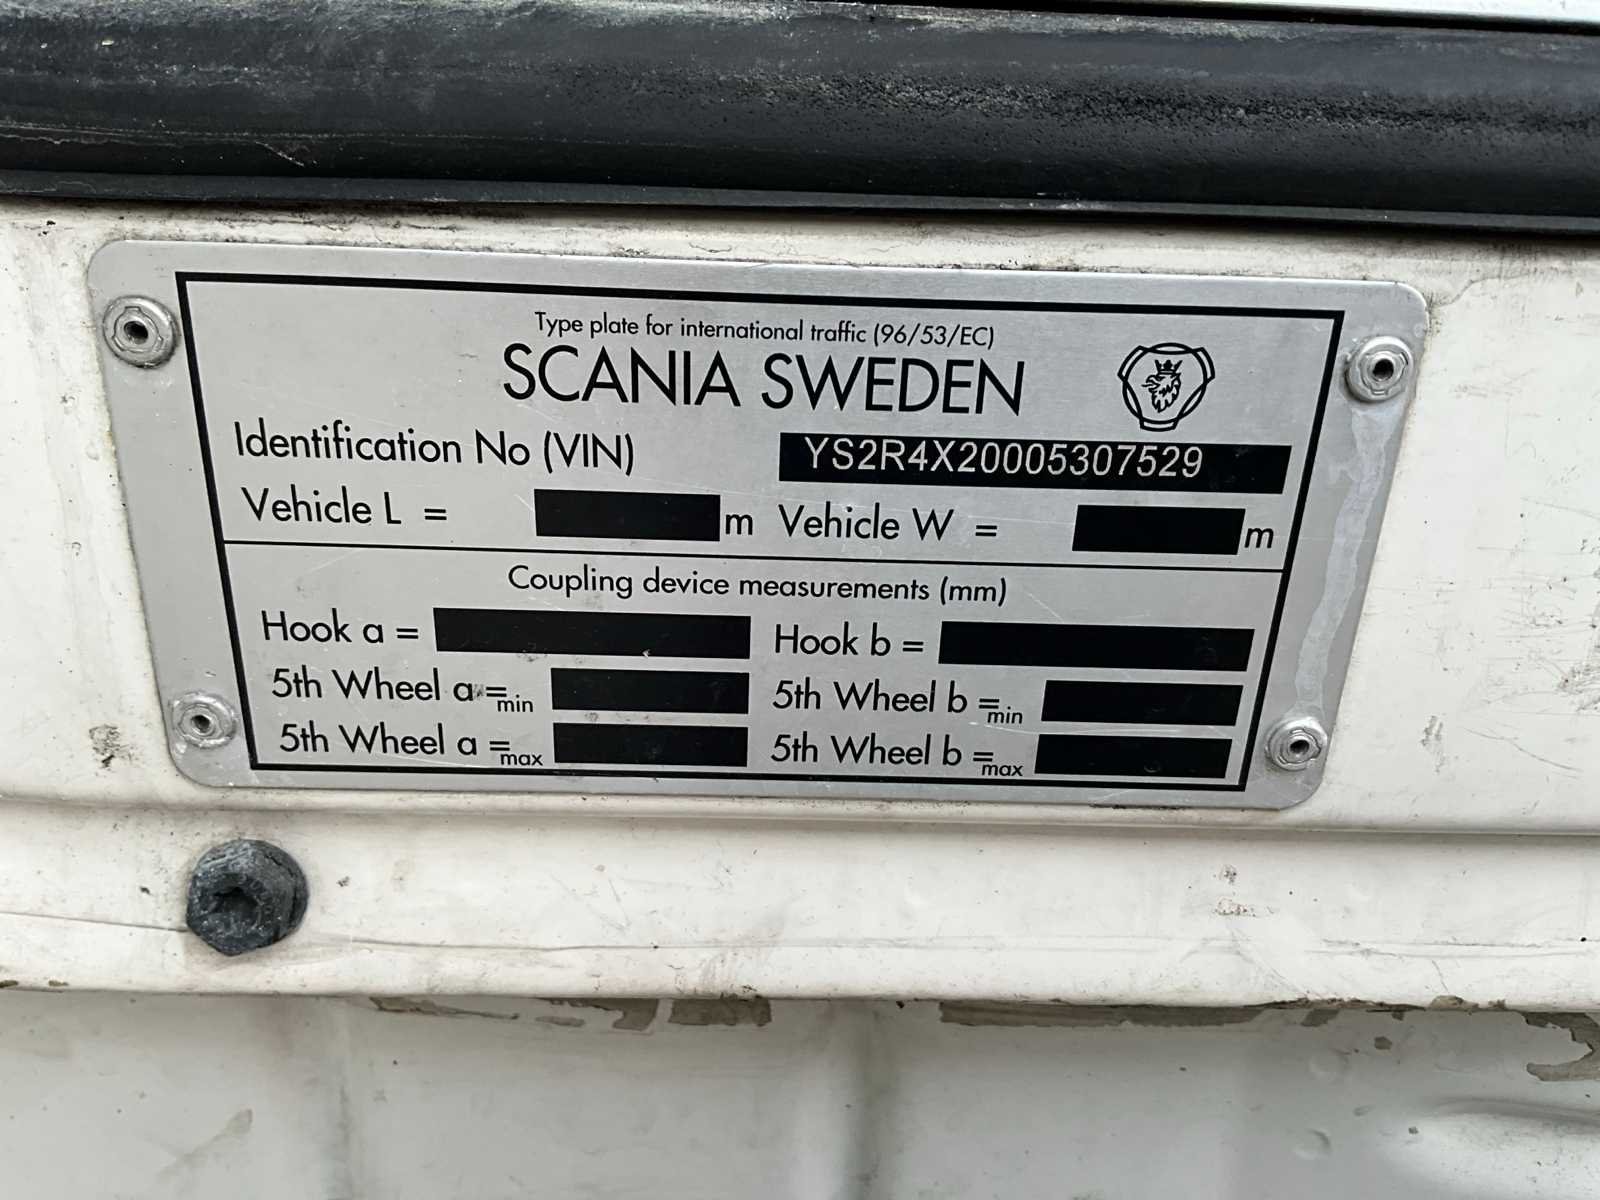 Type plate for international traffic (96/53/EC)
SCANIA SWEDEN
Identification No (VIN) YS2R4X20005307529
Vehicle L = m Vehicle W = m
Coupling device measurements (mm)
Hook a = Hook b =
5th Wheel a = min 5th Wheel b = min
5th Wheel a = max 5th Wheel b = max